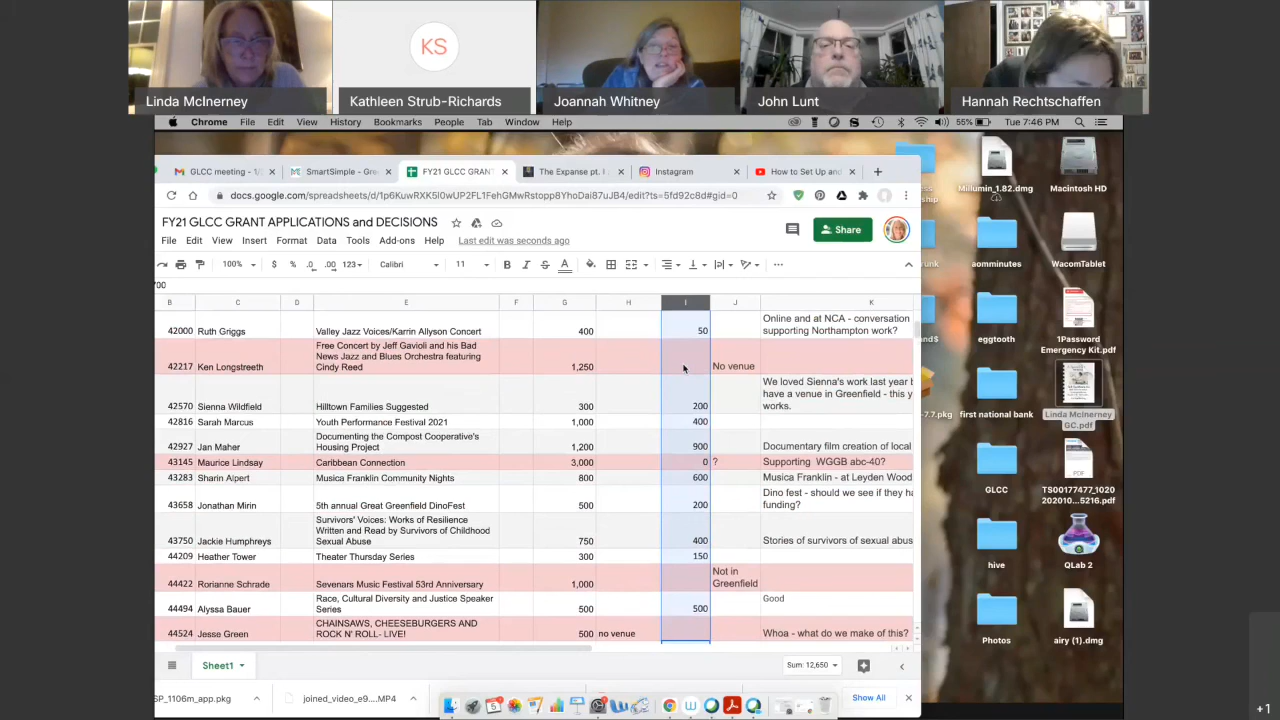 KS
Linda McInerney
Kathleen Strub-Richards
Joannah Whitney
John Lunt
Hannah Rechtschaffen
Chrome File Edit View History Bookmarks People Tab Window Help
55% Tue 7:46 PM
GLCC meeting - 1/
SmartSimple - Gre
FY21 GLCC GRANT
The Expanse pt. I
Instagram
How to Set Up and
FY21 GLCC GRANT APPLICATIONS and DECISIONS
File Edit View Insert Format Data Tools Add-ons Help Last edit was seconds ago
Share
100% $ % .0 .00 123 Calibri 11 B I S A
B C D E F G H I J K
42000 Ruth Griggs Valley Jazz Voices/Karrin Allyson Concert 400 50
Online and at NCA - conversation
supporting Northampton work?
42217 Ken Longstreeth
Free Concert by Jeff Gavioli and his Bad
News Jazz and Blues Orchestra featuring
Cindy Reed
1,250 No venue
42570 Sienna Wildfield Hilltown Families Suggested 300 200
We loved Sienna's work last year
have a venue in Greenfield - this y
works.
42816 Sarah Marcus Youth Performance Festival 2021 1,000 400
42927 Jan Maher
Documenting the Compost Cooperative's
Housing Project
1,200 900 Documentary film creation of local
43145 Maurice Lindsay Caribbean Connection 3,000 0 ? Supporting WGGB abc-40?
43283 Sharin Alpert Musica Franklin Community Nights 800 600 Musica Franklin - at Leyden Wood
43658 Jonathan Mirin 5th annual Great Greenfield DinoFest 500 200
Dino fest - should we see if they ha
funding?
43750 Jackie Humphreys
Survivors' Voices: Works of Resilience
Written and Read by Survivors of Childhood
Sexual Abuse
750 400 Stories of survivors of sexual abus
44209 Heather Tower Theater Thursday Series 300 150
44422 Rorianne Schrade Sevenars Music Festival 53rd Anniversary 1,000
Not in
Greenfield
44494 Alyssa Bauer
Race, Cultural Diversity and Justice Speaker
Series
500 500 Good
44524 Jesse Green
CHAINSAWS, CHEESEBURGERS AND
ROCK N' ROLL- LIVE!
500 no venue Whoa - what do we make of this?
Sheet1
Sum: 12,650
SP_1106m_app.pkg
joined_video_e9....MP4
Show All
Millumin_1.82.dmg
Macintosh HD
aomminutes
WacomTablet
eggtooth
1Password
Emergency Kit.pdf
-7.7.pkg
first national bank
Linda McInerney
GC.pdf
GLCC
PDF
TS00177477_1020
202010...5216.pdf
hive
QLab 2
Photos
airy (1).dmg
+1